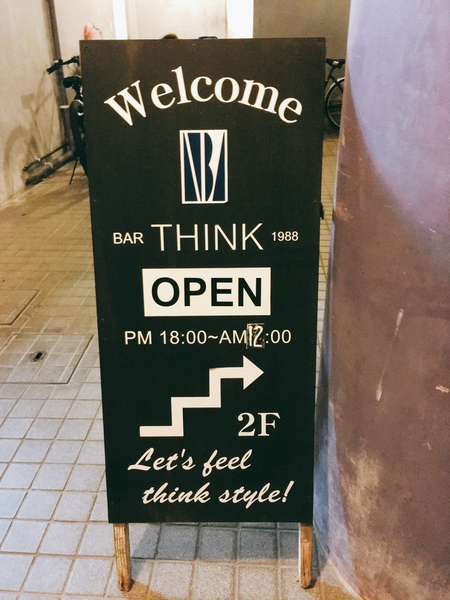 Welcome
BAR THINK 1988
OPEN
PM 18:00~AM12:00
2F
Let's feel
think style!